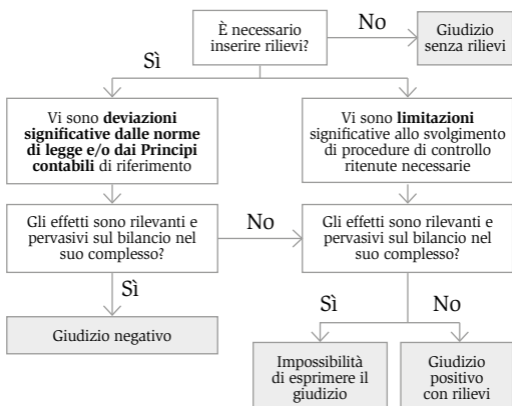 È necessario
inserire rilievi?
No
Giudizio
senza rilievi
Sì
Vi sono deviazioni
significative dalle norme
di legge e/o dai Principi
contabili di riferimento
Vi sono limitazioni
significative allo svolgimento
di procedure di controllo
ritenute necessarie
Gli effetti sono rilevanti e
pervasivi sul bilancio nel
suo complesso?
No
Gli effetti sono rilevanti e
pervasivi sul bilancio nel
suo complesso?
Sì
Giudizio negativo
Sì
No
Impossibilità
di esprimere il
giudizio
Giudizio
positivo
con rilievi